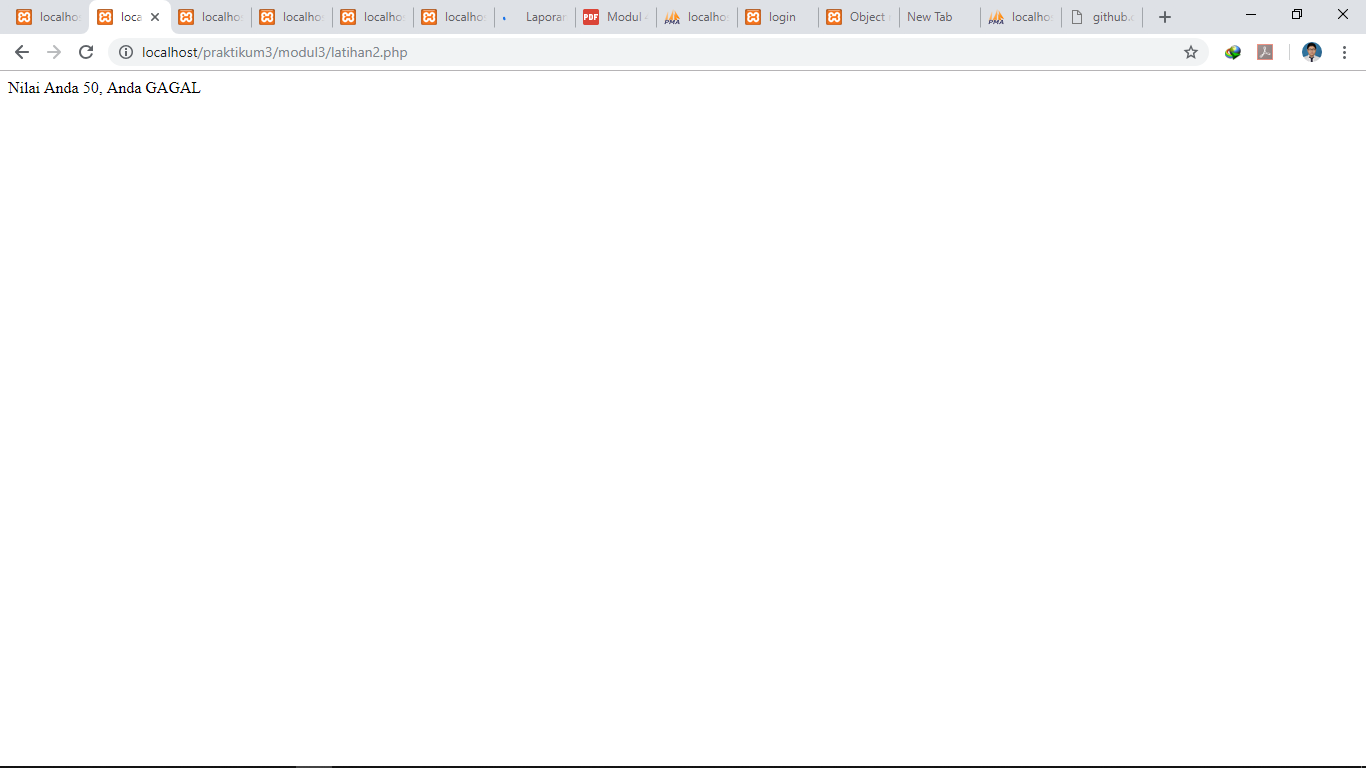 localhos loca localhos localhos localhos localhos Laporan Modul localhos login Object New Tab localhos github.c
localhost/praktikum3/modul3/latihan2.php
Nilai Anda 50, Anda GAGAL